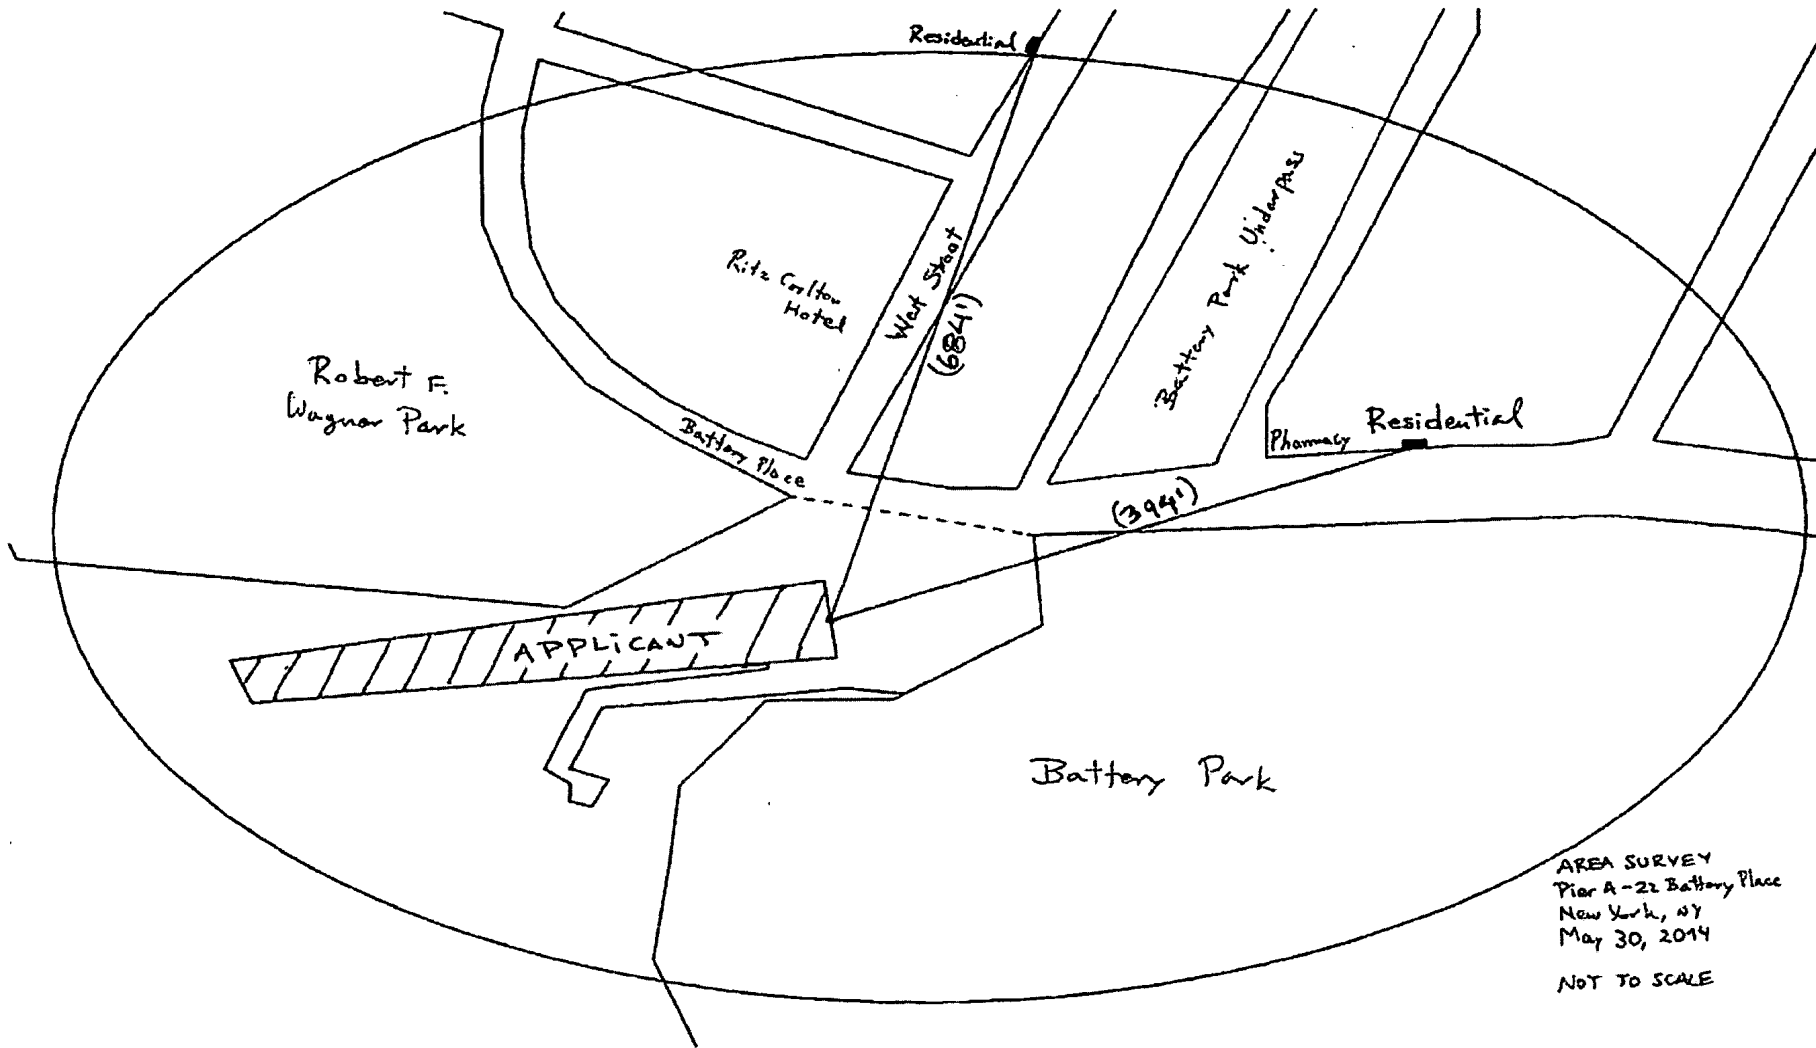 Residential
Battery Park Underpass
West Street
(684')
Ritz Carlton
Hotel
Robert F.
Wagner Park
Battery Place
Pharmacy
Residential
(394')
APPLiCANT
Battery Park
AREA SURVEY
Pier A-22 Battery Place
New York, NY
May 30, 2014
NOT TO SCALE